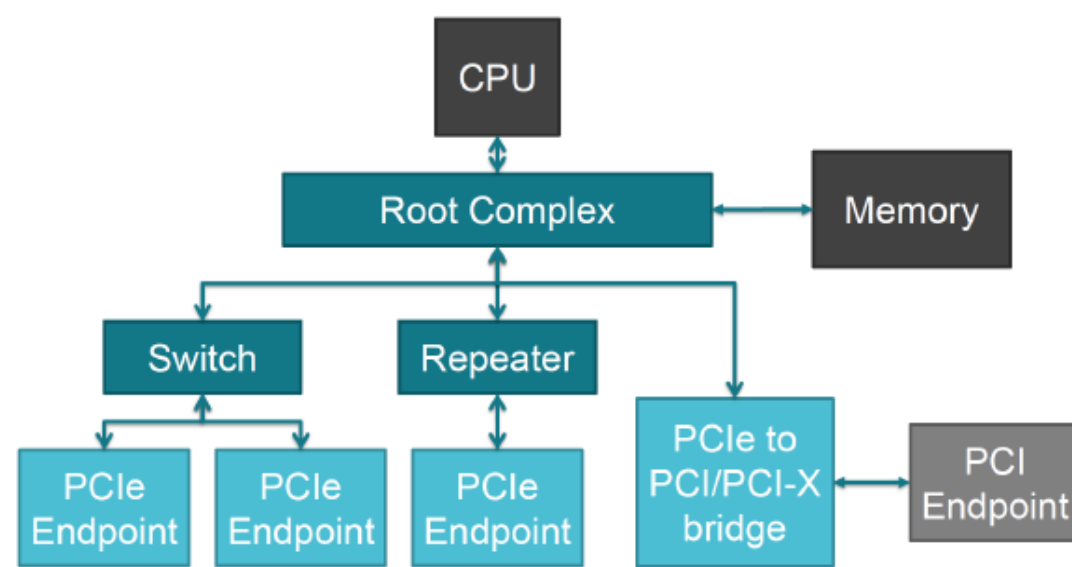 CPU
Root Complex
Memory
Switch
Repeater
PCIe
Endpoint
PCIe
Endpoint
PCIe
Endpoint
PCIe to
PCI/PCI-X
bridge
PCI
Endpoint